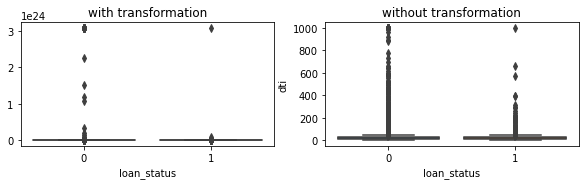 with transformation
1e24
3
2
1
0
0 1
loan_status
without transformation
dti
1000
800
600
400
200
0
0 1
loan_status